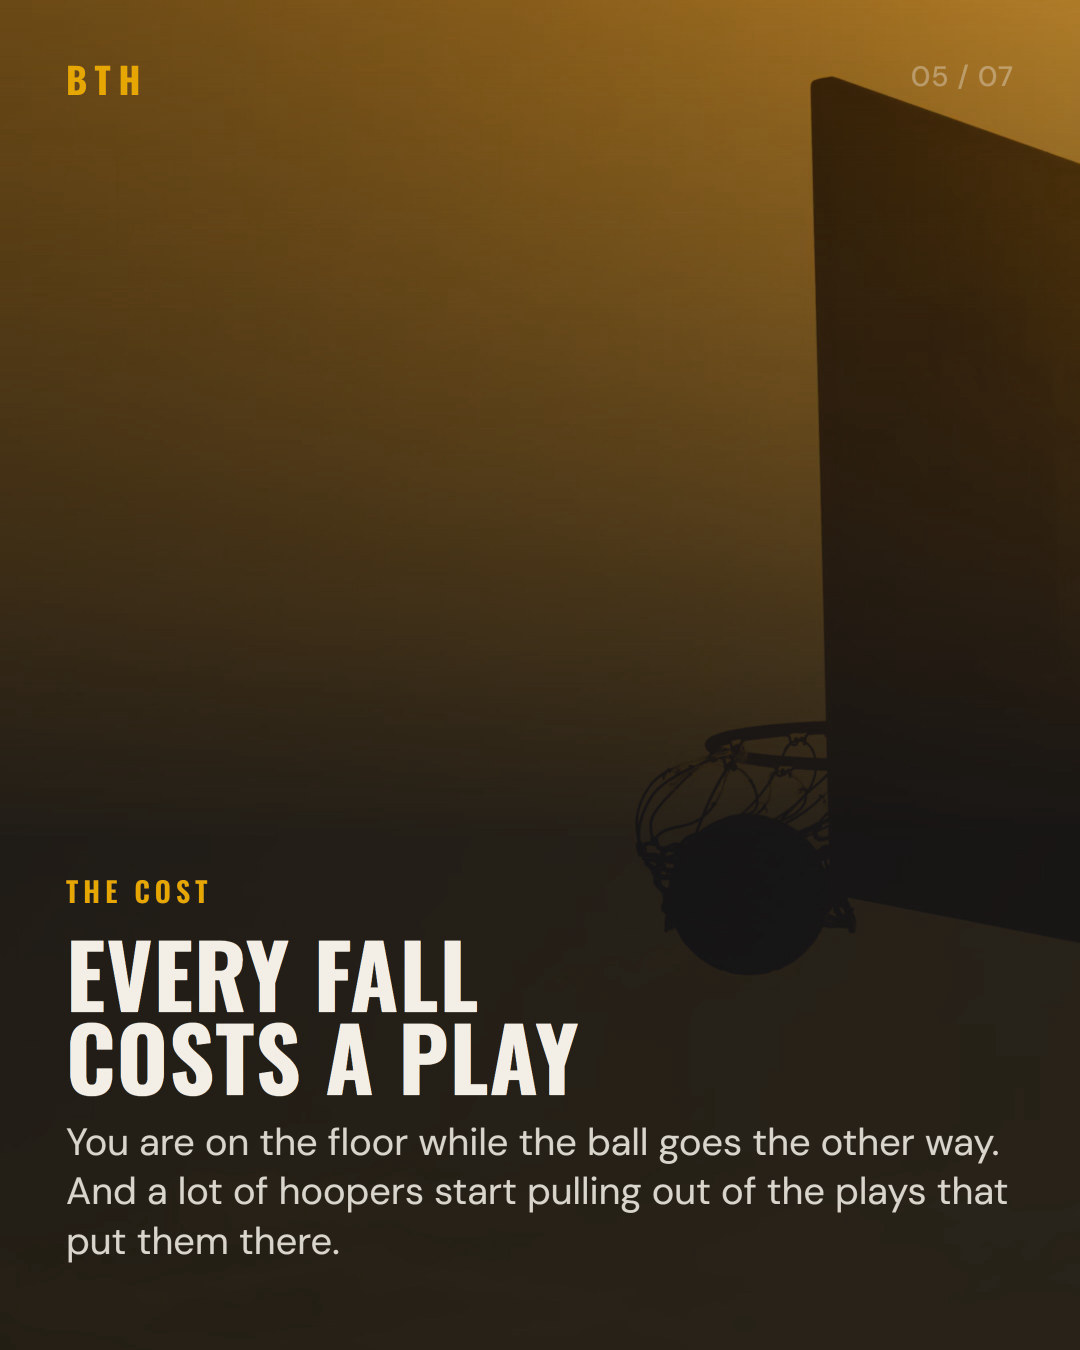 BTH
05 / 07
THE COST
EVERY FALL
COSTS A PLAY
You are on the floor while the ball goes the other way.
And a lot of hoopers start pulling out of the plays that
put them there.